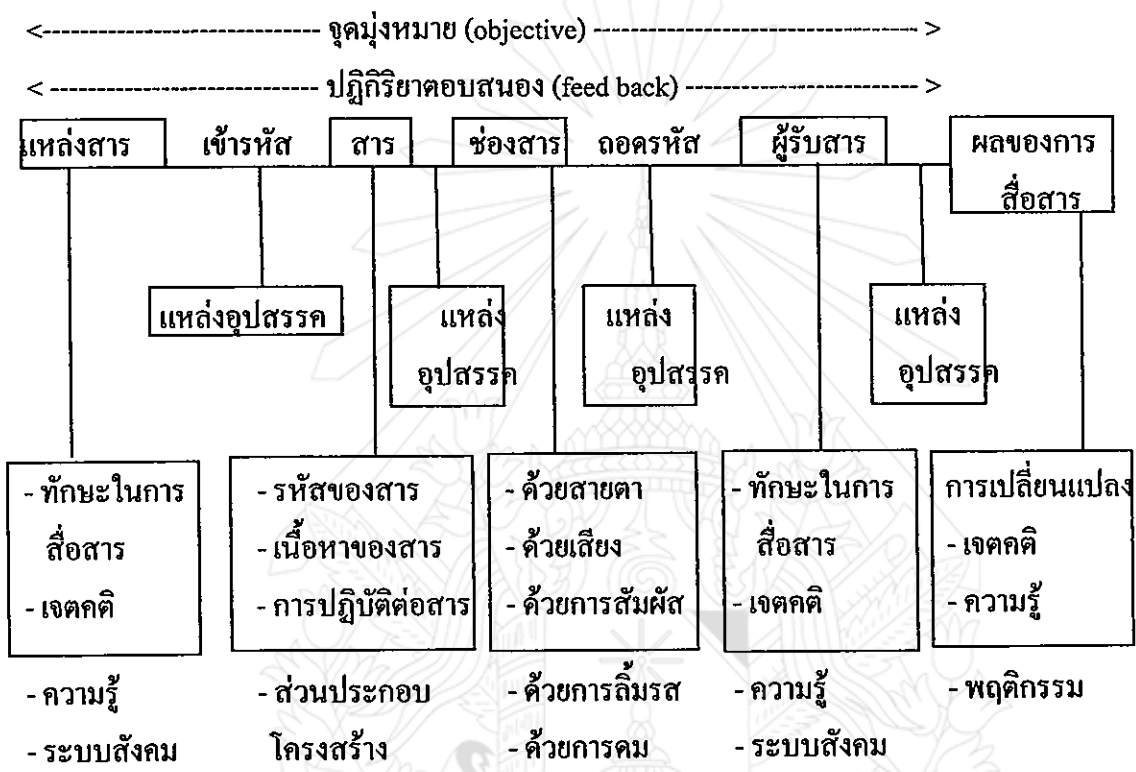 <------------------------------ จุดมุ่งหมาย (objective) ---------------------------------- >
< ------------------------------ ปฏิกิริยาตอบสนอง (feed back) ------------------------ >
แหล่งสาร เข้ารหัส สาร ช่องสาร ถอดรหัส ผู้รับสาร ผลของการ
สื่อสาร
แหล่งอุปสรรค แหล่ง แหล่ง แหล่ง
อุปสรรค อุปสรรค อุปสรรค
- ทักษะในการ - รหัสของสาร - ด้วยสายตา - ทักษะในการ การเปลี่ยนแปลง
สื่อสาร - เนื้อหาของสาร - ด้วยเสียง สื่อสาร - เจตคติ
- เจตคติ - การปฏิบัติต่อสาร - ด้วยการสัมผัส - เจตคติ - ความรู้
- ความรู้ - ส่วนประกอบ - ด้วยการลิ้มรส - ความรู้ - พฤติกรรม
- ระบบสังคม โครงสร้าง - ด้วยการดม - ระบบสังคม